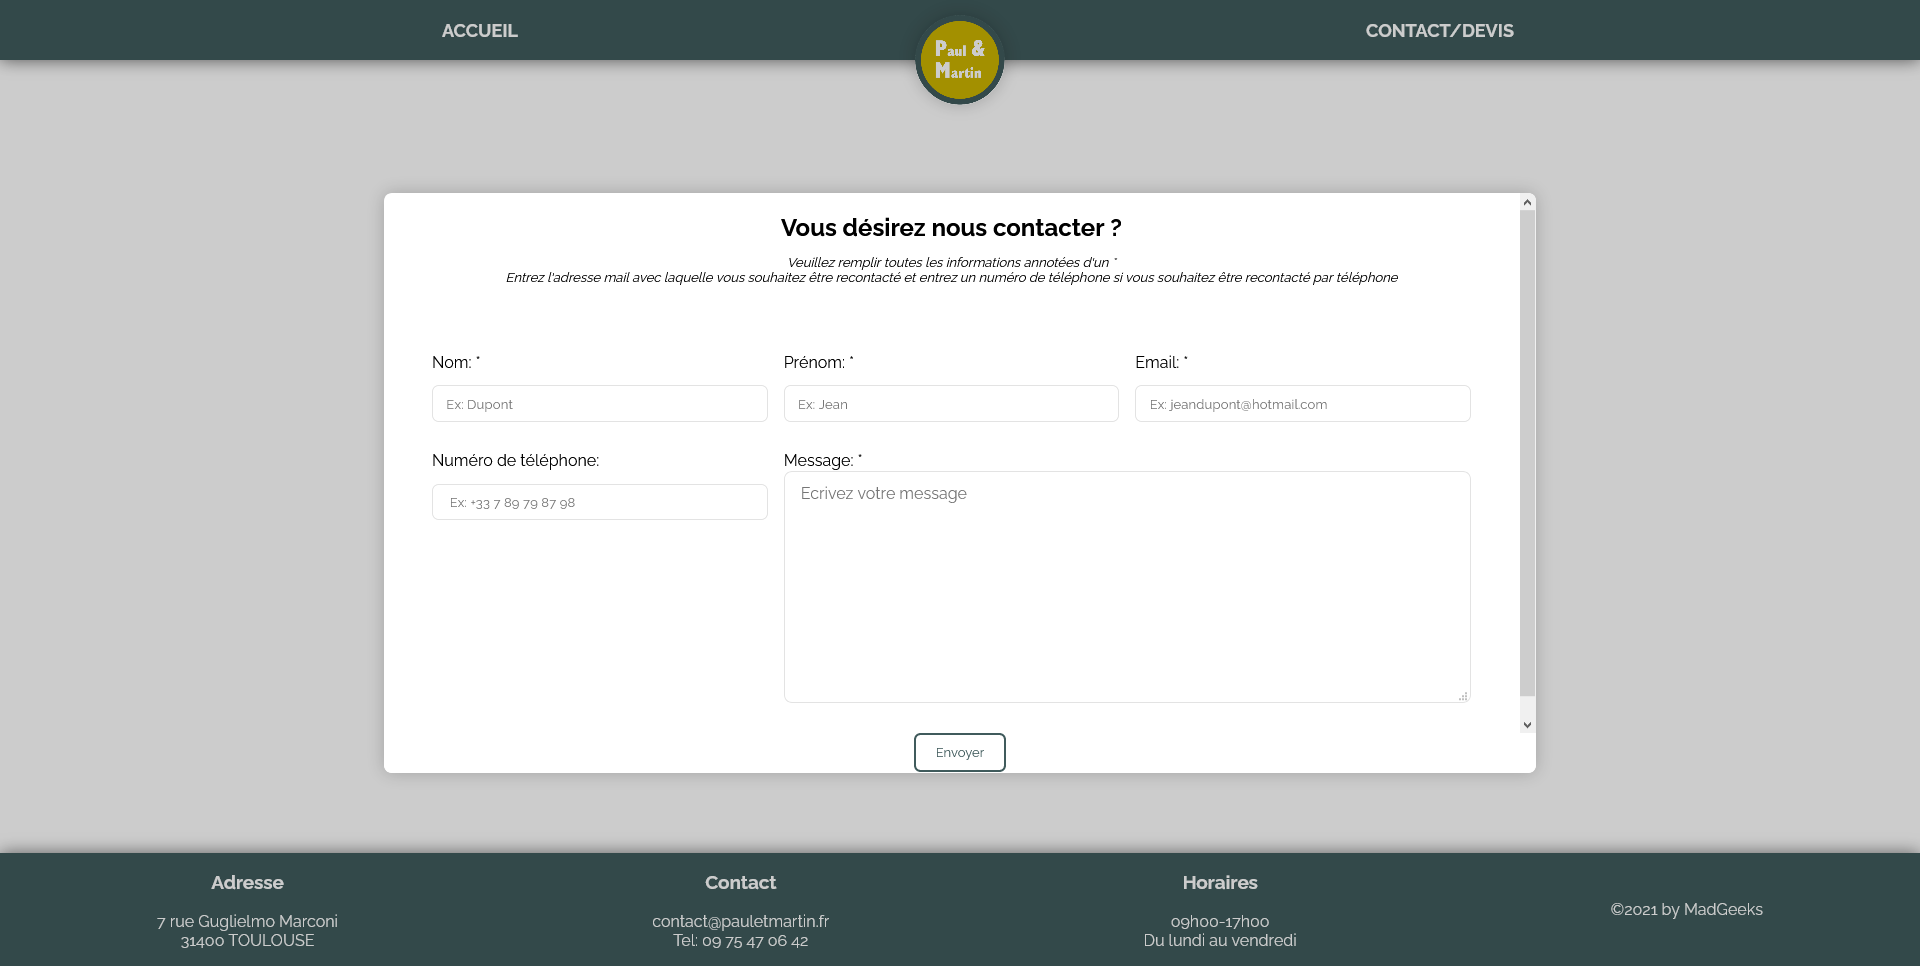 ACCUEIL
Paul &
Martin
CONTACT/DEVIS
Vous désirez nous contacter ?
Veuillez remplir toutes les informations annotées d'un *
Entrez l'adresse mail avec laquelle vous souhaitez être recontacté et entrez un numéro de téléphone si vous souhaitez être recontacté par téléphone
Nom: *
Prénom: *
Email: *
Ex: Dupont
Ex: Jean
Ex: jeandupont@hotmail.com
Numéro de téléphone:
Message: *
Ex: +33 7 89 79 87 98
Ecrivez votre message
Envoyer
Adresse
7 rue Guglielmo Marconi
31400 TOULOUSE
Contact
contact@pauletmartin.fr
Tel: 09 75 47 06 42
Horaires
09h00-17h00
Du lundi au vendredi
©2021 by MadGeeks